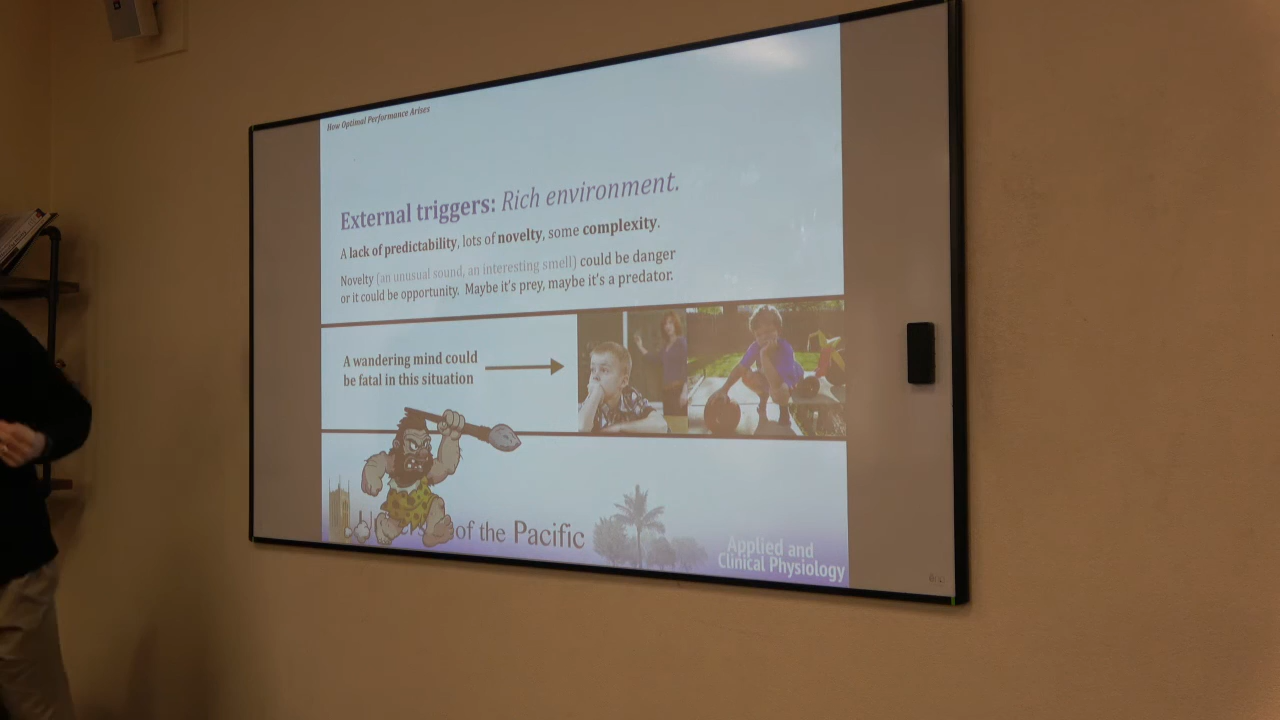 How Optimal Performance Arises
External triggers: Rich environment.
A lack of predictability, lots of novelty, some complexity.
Novelty (an unusual sound, an interesting smell) could be danger
or it could be opportunity. Maybe it's prey, maybe it's a predator.
A wandering mind could
be fatal in this situation
of the Pacific
Applied and
Clinical Physiology